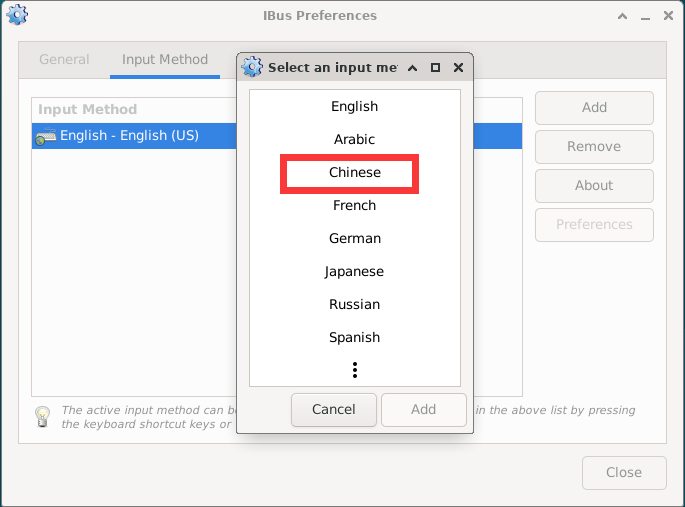 IBus Preferences
General
Input Method
Select an input me
Input Method
English - English (US)
English
Arabic
Chinese
French
German
Japanese
Russian
Spanish
Add
Remove
About
Preferences
Cancel
Add
The active input method can be
in the above list by pressing
the keyboard shortcut keys or
Close